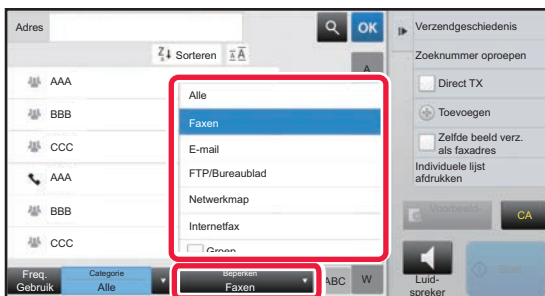 Adres
OK
Sorteren
A
AAA
BBB
CCC
AAA
BBB
CCC
Alle
Faxen
E-mail
FTP/Bureaublad
Netwerkmap
Internetfax
Groep
Freq.
Gebruik
Categorie
Alle
Beperken
Faxen
ABC
W
Verzendgeschiedenis
Zoeknummer oproepen
Direct TX
Toevoegen
Zelfde beeld verz.
als faxadres
Individuele lijst
afdrukken
Voorbeeld-
CA
Luid-
spreker
Start